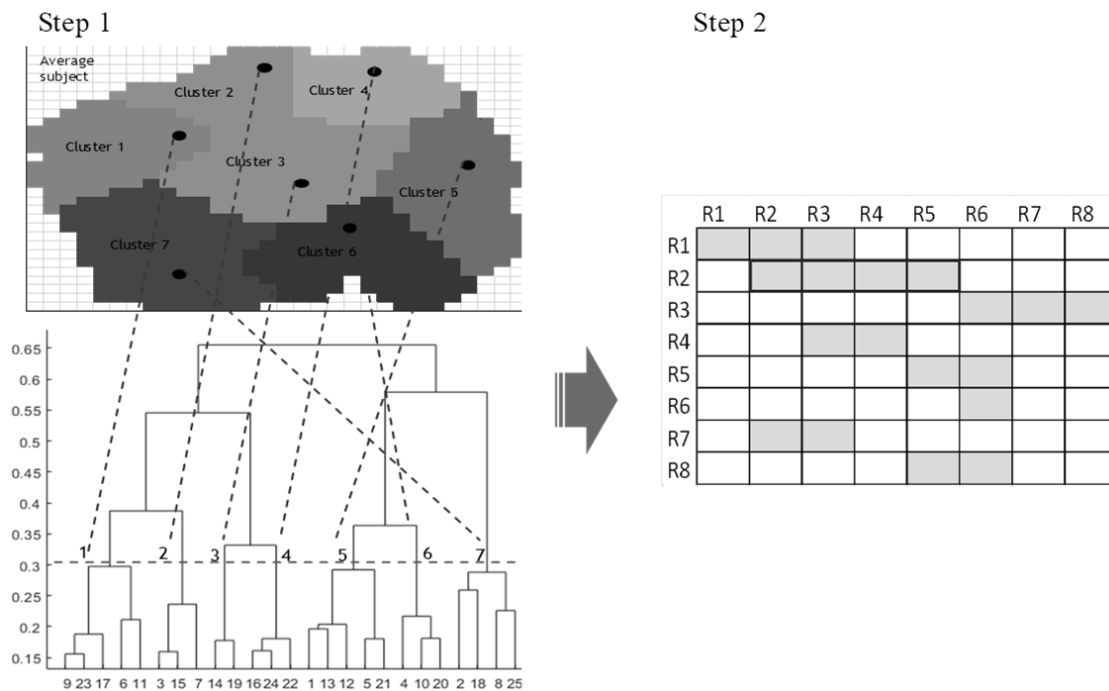 Step 1
Step 2
Average
subject
Cluster 2
Cluster 4
Cluster 1
Cluster 3
Cluster 5
Cluster 7
Cluster 6
R1 R2 R3 R4 R5 R6 R7 R8
R1
R2
R3
R4
R5
R6
R7
R8
0.65
0.6
0.55
0.5
0.45
0.4
0.35
0.3
0.25
0.2
0.15
1 2 3 4 5 6 7
9 23 17 6 11 3 15 7 14 19 16 24 22 1 13 12 5 21 4 10 20 2 18 8 25